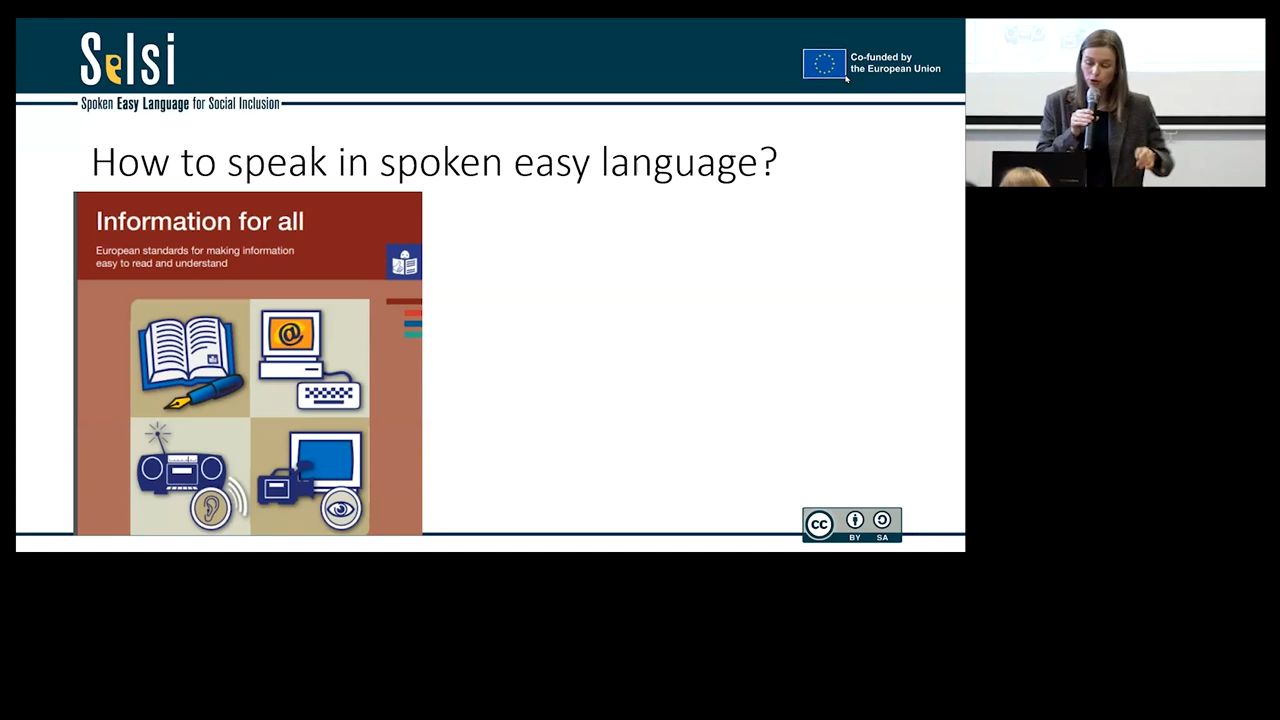 Selsi
Spoken Easy Language for Social Inclusion
Co-funded by
the European Union
How to speak in spoken easy language?
Information for all
European standards for making information
easy to read and understand
@
CC
BY SA